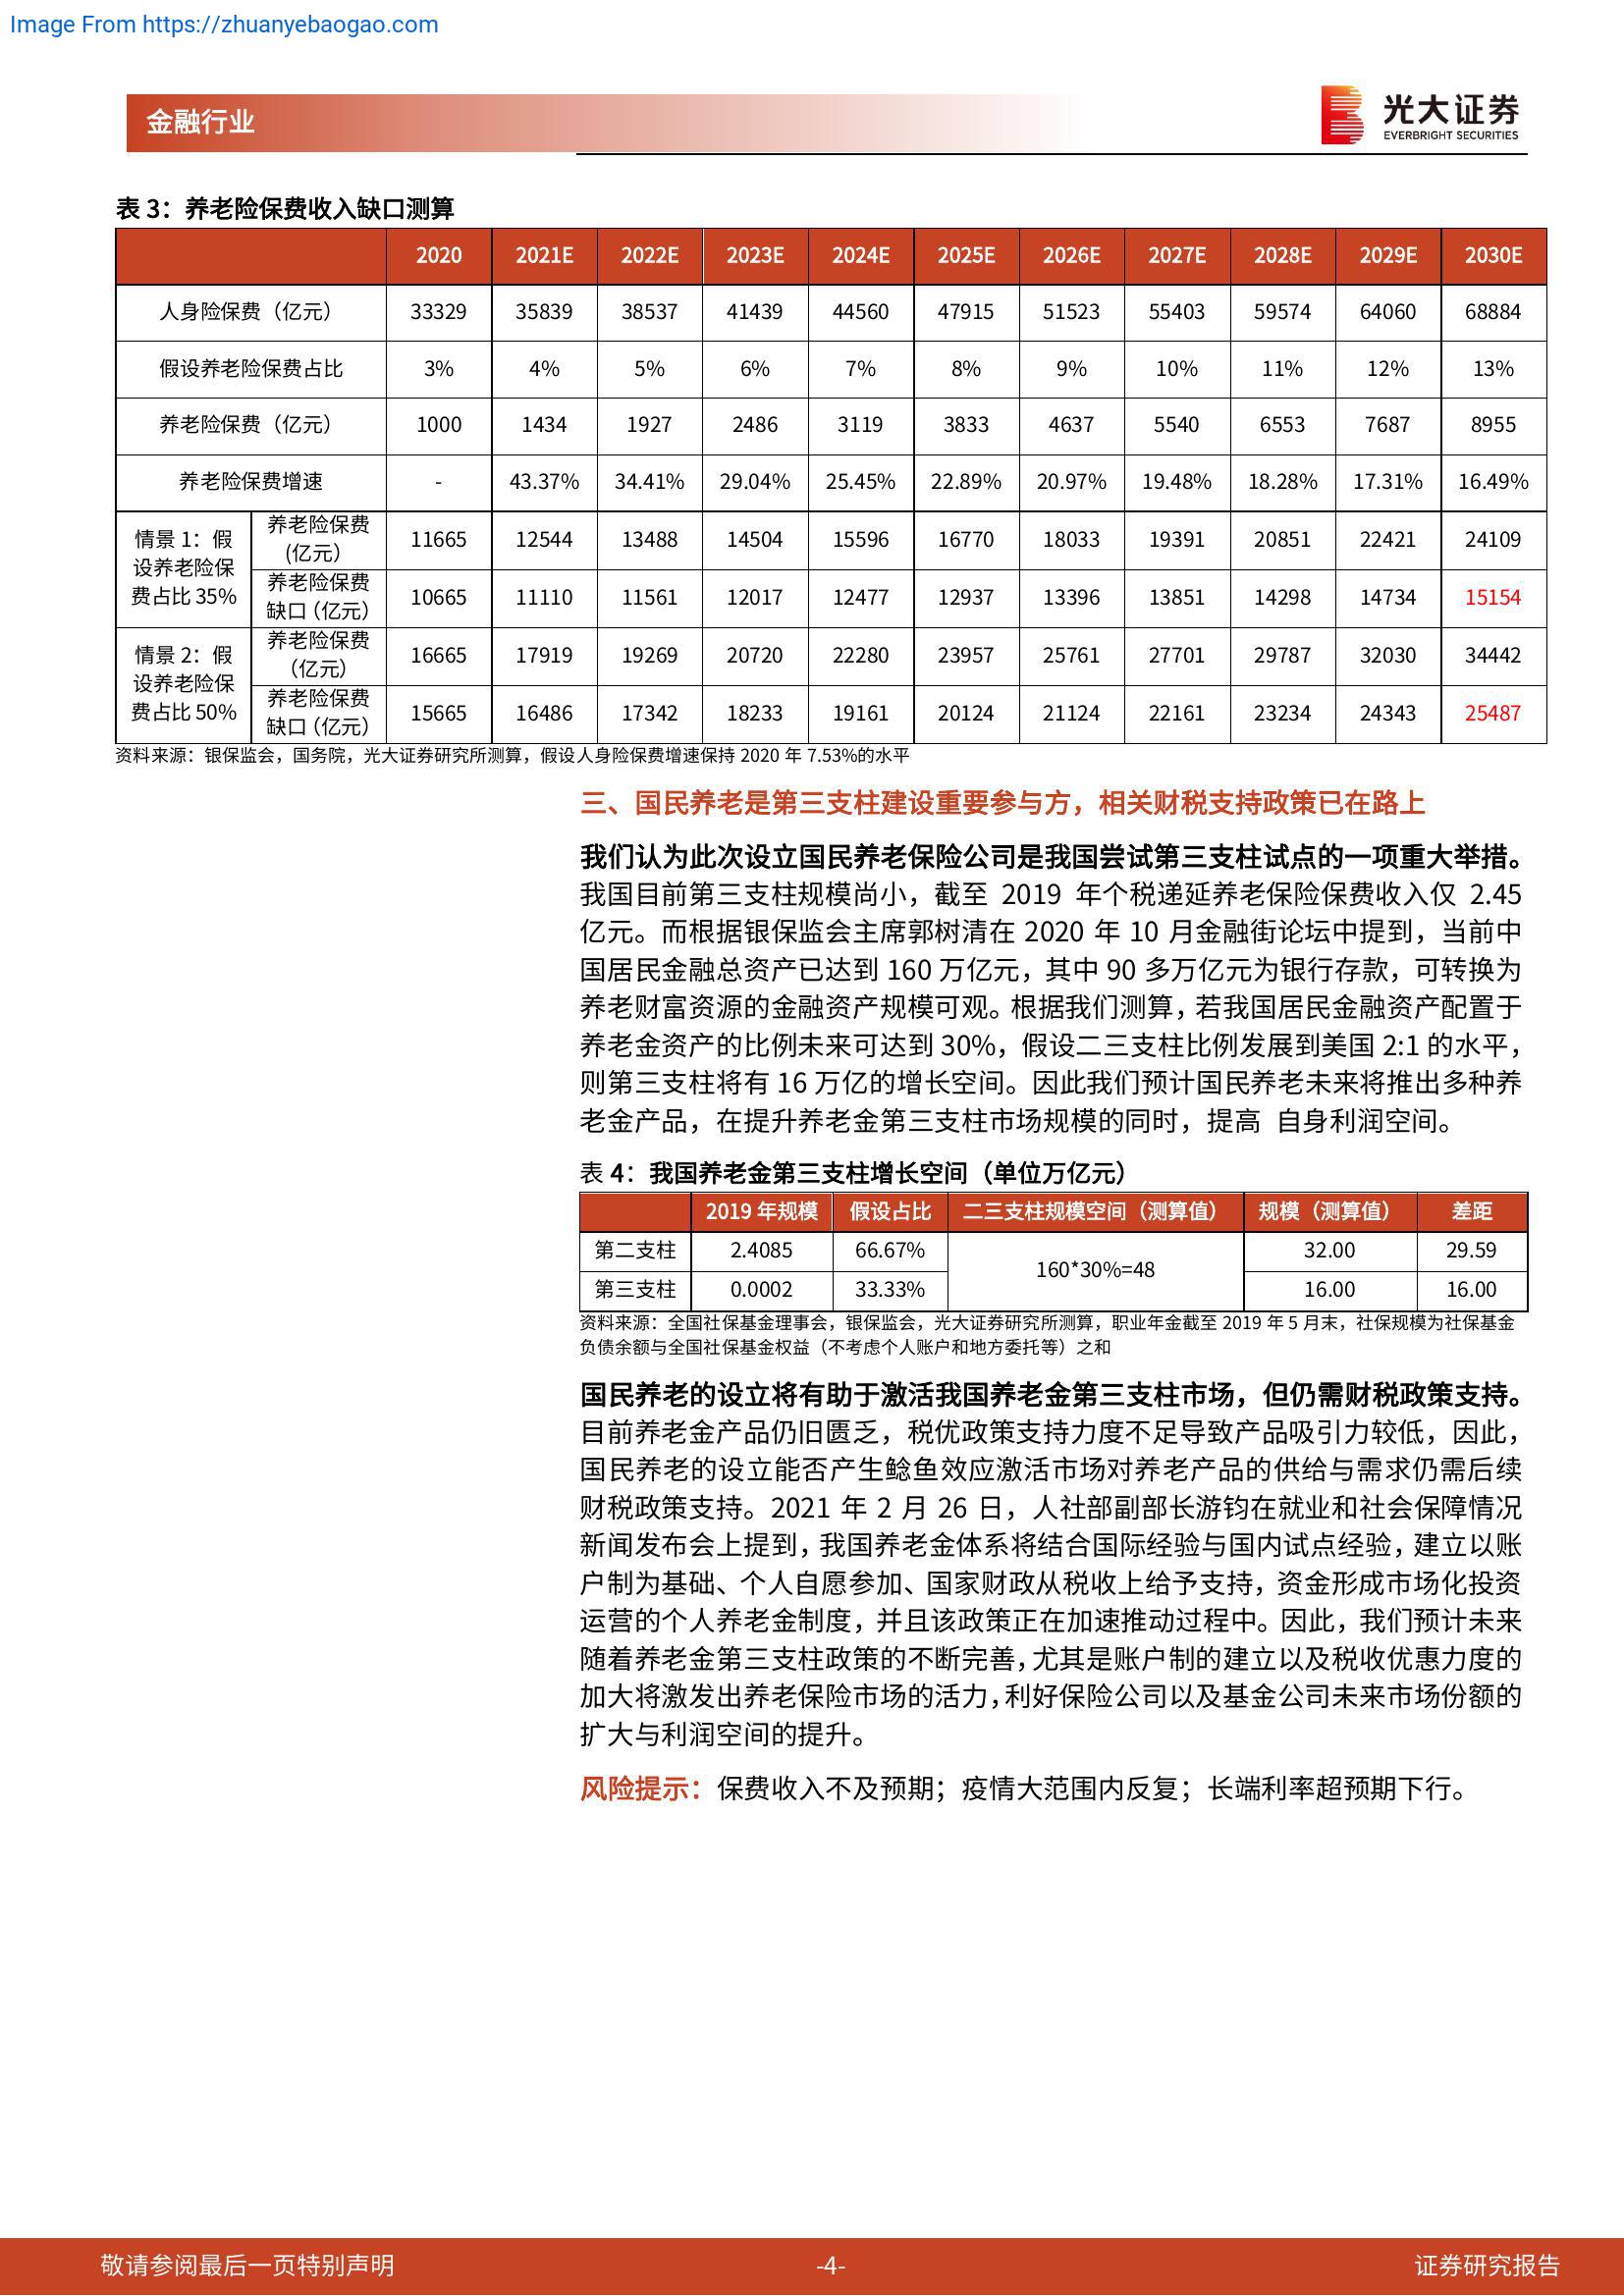 Image From https://zhuanyebaogao.com
金融行业
光大证券
EVERBRIGHT SECURITIES
表 3：养老险保费收入缺口测算
2020 2021E 2022E 2023E 2024E 2025E 2026E 2027E 2028E 2029E 2030E
人身险保费（亿元） 33329 35839 38537 41439 44560 47915 51523 55403 59574 64060 68884
假设养老险保费占比 3% 4% 5% 6% 7% 8% 9% 10% 11% 12% 13%
养老险保费（亿元） 1000 1434 1927 2486 3119 3833 4637 5540 6553 7687 8955
养老险保费增速 - 43.37% 34.41% 29.04% 25.45% 22.89% 20.97% 19.48% 18.28% 17.31% 16.49%
情景 1：假
设养老险保
费占比 35%
养老险保费
(亿元） 11665 12544 13488 14504 15596 16770 18033 19391 20851 22421 24109
养老险保费
缺口（亿元） 10665 11110 11561 12017 12477 12937 13396 13851 14298 14734 15154
情景 2：假
设养老险保
费占比 50%
养老险保费
（亿元） 16665 17919 19269 20720 22280 23957 25761 27701 29787 32030 34442
养老险保费
缺口（亿元） 15665 16486 17342 18233 19161 20124 21124 22161 23234 24343 25487
资料来源：银保监会，国务院，光大证券研究所测算，假设人身险保费增速保持 2020 年 7.53%的水平
三、国民养老是第三支柱建设重要参与方，相关财税支持政策已在路上
我们认为此次设立国民养老保险公司是我国尝试第三支柱试点的一项重大举措。
我国目前第三支柱规模尚小，截至 2019 年个税递延养老保险保费收入仅 2.45
亿元。而根据银保监会主席郭树清在 2020 年 10 月金融街论坛中提到，当前中
国居民金融总资产已达到 160 万亿元，其中 90 多万亿元为银行存款，可转换为
养老财富资源的金融资产规模可观。根据我们测算，若我国居民金融资产配置于
养老金资产的比例未来可达到 30%，假设二三支柱比例发展到美国 2:1 的水平，
则第三支柱将有 16 万亿的增长空间。因此我们预计国民养老未来将推出多种养
老金产品，在提升养老金第三支柱市场规模的同时，提高 自身利润空间。
表 4：我国养老金第三支柱增长空间（单位万亿元）
2019 年规模 假设占比 二三支柱规模空间（测算值） 规模（测算值） 差距
第二支柱 2.4085 66.67% 160*30%=48 32.00 29.59
第三支柱 0.0002 33.33% 16.00 16.00
资料来源：全国社保基金理事会，银保监会，光大证券研究所测算，职业年金截至 2019 年 5 月末，社保规模为社保基金
负债余额与全国社保基金权益（不考虑个人账户和地方委托等）之和
国民养老的设立将有助于激活我国养老金第三支柱市场，但仍需财税政策支持。
目前养老金产品仍旧匮乏，税优政策支持力度不足导致产品吸引力较低，因此，
国民养老的设立能否产生鲶鱼效应激活市场对养老产品的供给与需求仍需后续
财税政策支持。2021 年 2 月 26 日，人社部副部长游钧在就业和社会保障情况
新闻发布会上提到，我国养老金体系将结合国际经验与国内试点经验，建立以账
户制为基础、个人自愿参加、国家财政从税收上给予支持，资金形成市场化投资
运营的个人养老金制度，并且该政策正在加速推动过程中。因此，我们预计未来
随着养老金第三支柱政策的不断完善，尤其是账户制的建立以及税收优惠力度的
加大将激发出养老保险市场的活力，利好保险公司以及基金公司未来市场份额的
扩大与利润空间的提升。
风险提示：保费收入不及预期；疫情大范围内反复；长端利率超预期下行。
敬请参阅最后一页特别声明 -4- 证券研究报告